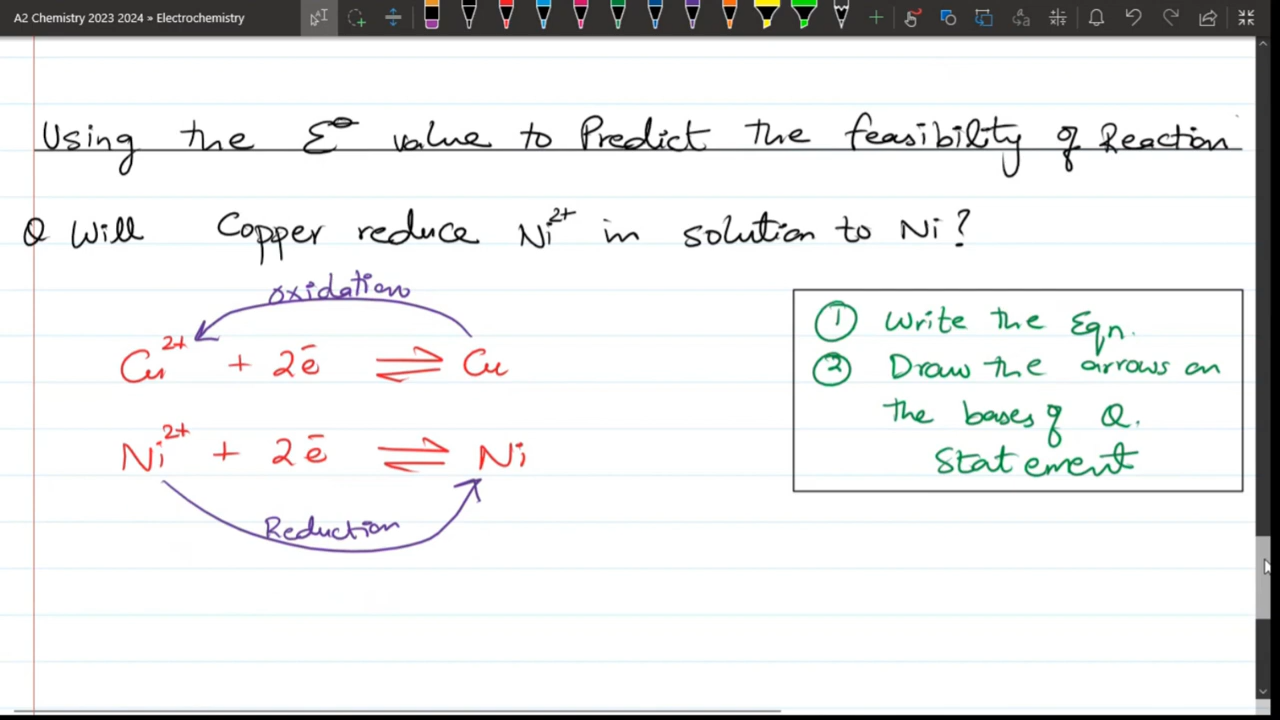 A2 Chemistry 2023 2024 » Electrochemistry
Using the E⊖ value to Predict the feasibility of Reaction
Q Will Copper reduce Ni²⁺ in solution to Ni?
oxidation
Cu²⁺ + 2ē ⇌ Cu
Ni²⁺ + 2ē ⇌ Ni
Reduction
① Write the Eqn.
② Draw the arrows on
the bases of Q.
Statement